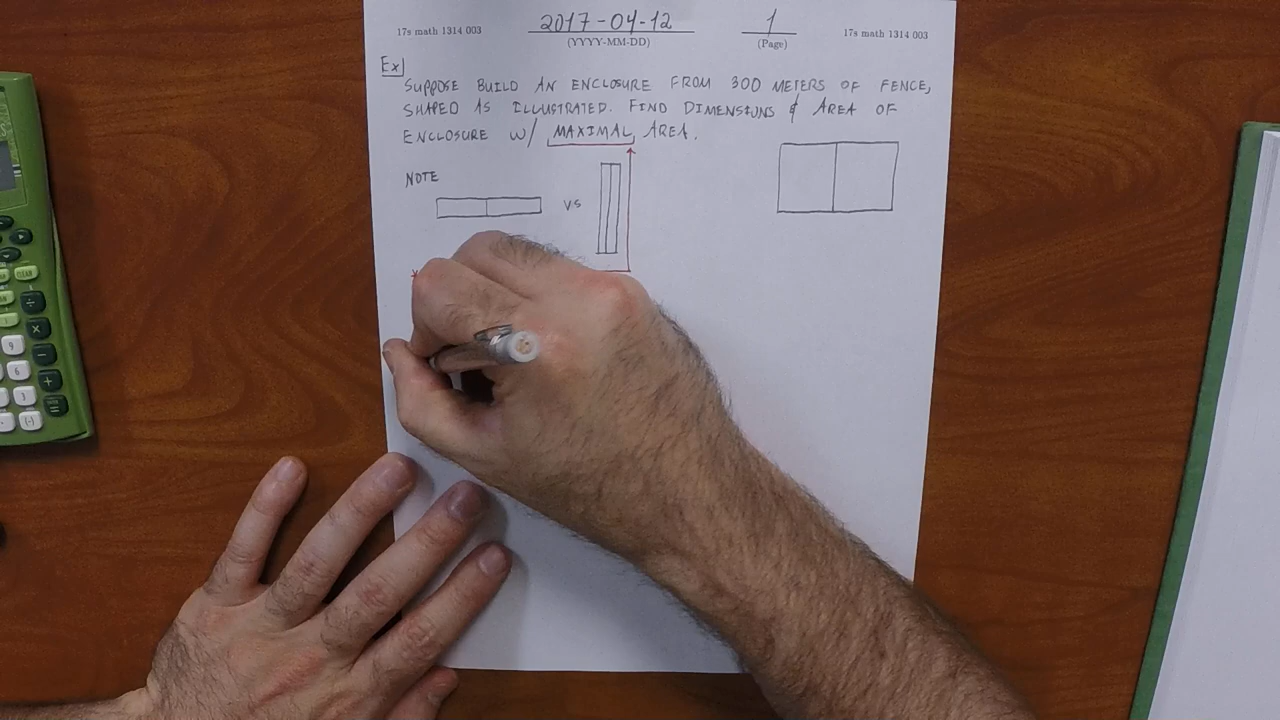 17s math 1314 003 2017-04-12 1 17s math 1314 003
(YYYY-MM-DD) (Page)
Ex
SUPPOSE BUILD AN ENCLOSURE FROM 300 METERS OF FENCE,
SHAPED AS ILLUSTRATED. FIND DIMENSIONS & AREA OF
ENCLOSURE W/ MAXIMAL AREA.
NOTE
VS